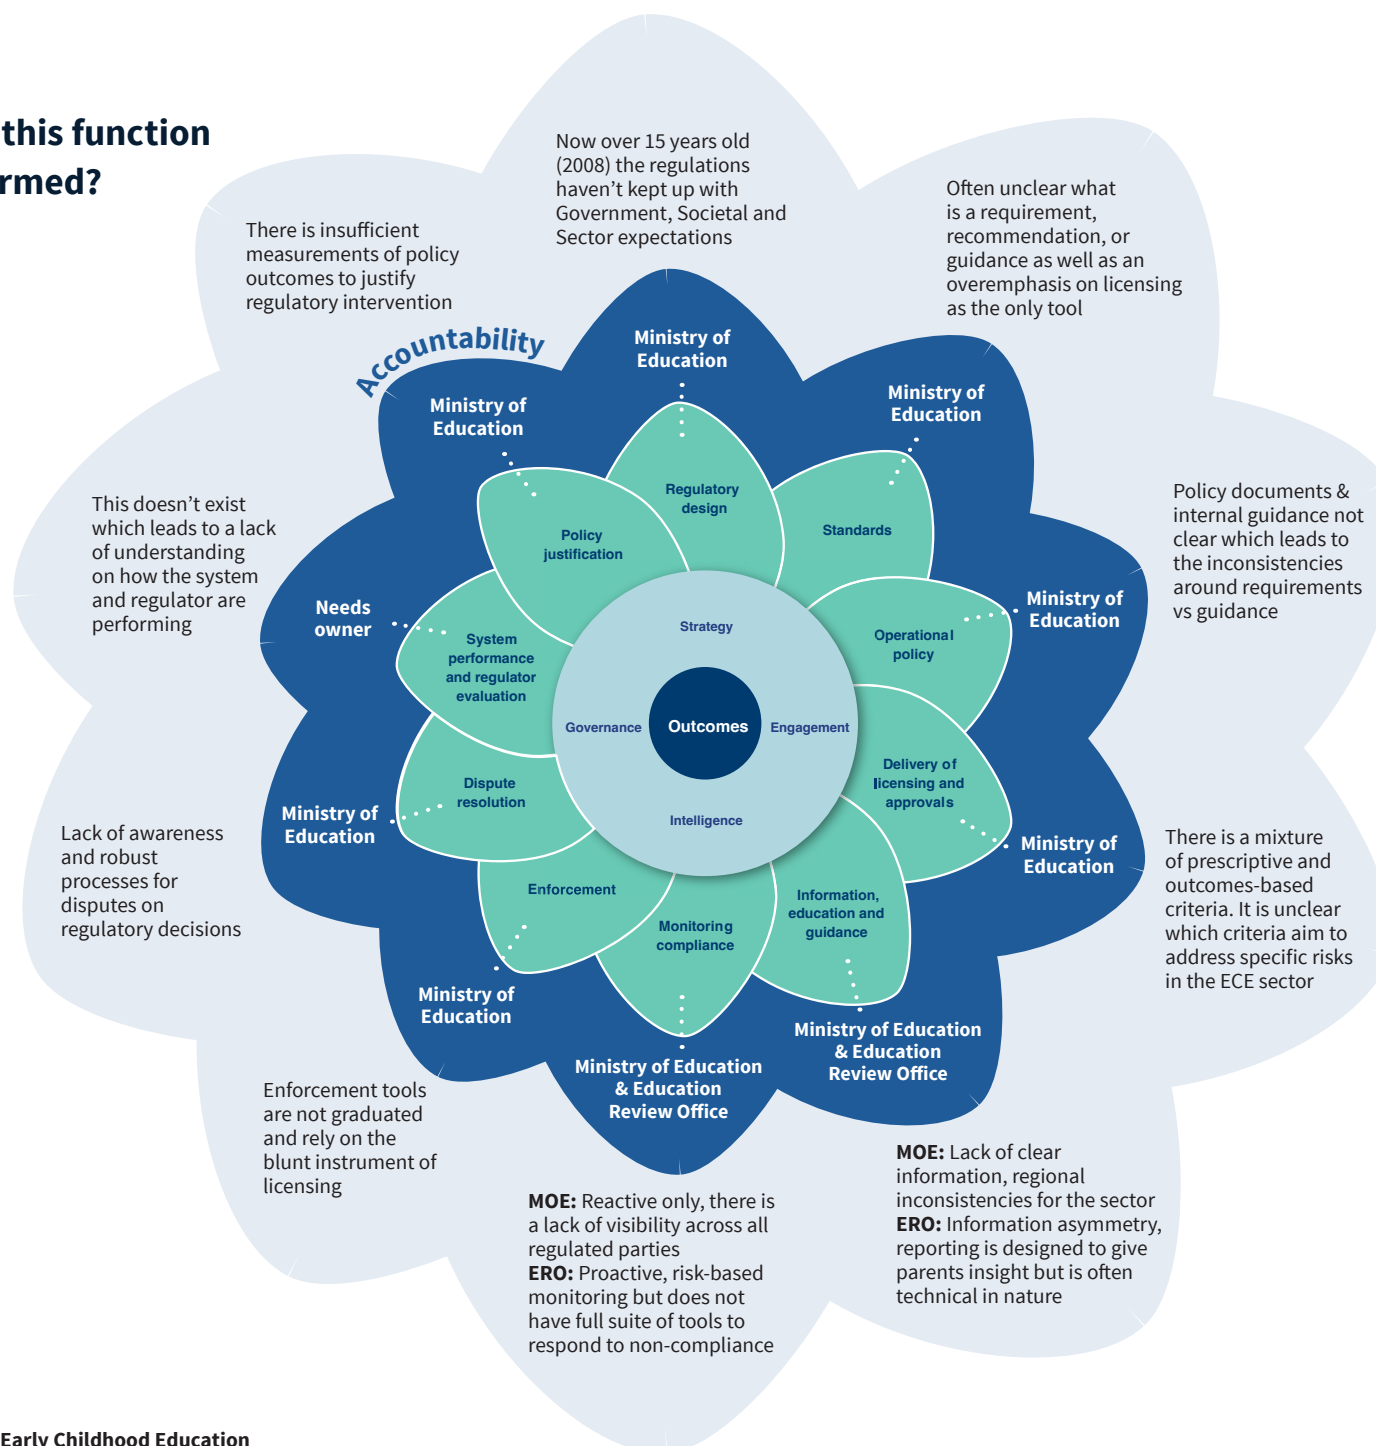 this function
rmed?
Now over 15 years old
(2008) the regulations
haven’t kept up with
Government, Societal and
Sector expectations
Often unclear what
is a requirement,
recommendation, or
guidance as well as an
overemphasis on licensing
as the only tool
There is insufficient
measurements of policy
outcomes to justify
regulatory intervention
Accountability
Ministry of
Education
Ministry of
Education
Ministry of
Education
Regulatory
design
Standards
Policy
justification
Policy documents &
internal guidance not
clear which leads to
the inconsistencies
around requirements
vs guidance
This doesn’t exist
which leads to a lack
of understanding
on how the system
and regulator are
performing
Needs
owner
System
performance
and regulator
evaluation
Strategy
Operational
policy
Ministry of
Education
Governance
Outcomes
Engagement
Intelligence
Delivery of
licensing and
approvals
Ministry of
Education
Dispute
resolution
Ministry of
Education
Lack of awareness
and robust
processes for
disputes on
regulatory decisions
There is a mixture
of prescriptive and
outcomes-based
criteria. It is unclear
which criteria aim to
address specific risks
in the ECE sector
Enforcement
Monitoring
compliance
Information,
education and
guidance
Ministry of
Education
Ministry of Education
& Education
Review Office
Ministry of Education
& Education
Review Office
Enforcement tools
are not graduated
and rely on the
blunt instrument of
licensing
MOE: Reactive only, there is
a lack of visibility across all
regulated parties
ERO: Proactive, risk-based
monitoring but does not
have full suite of tools to
respond to non-compliance
MOE: Lack of clear
information, regional
inconsistencies for the sector
ERO: Information asymmetry,
reporting is designed to give
parents insight but is often
technical in nature
Early Childhood Education